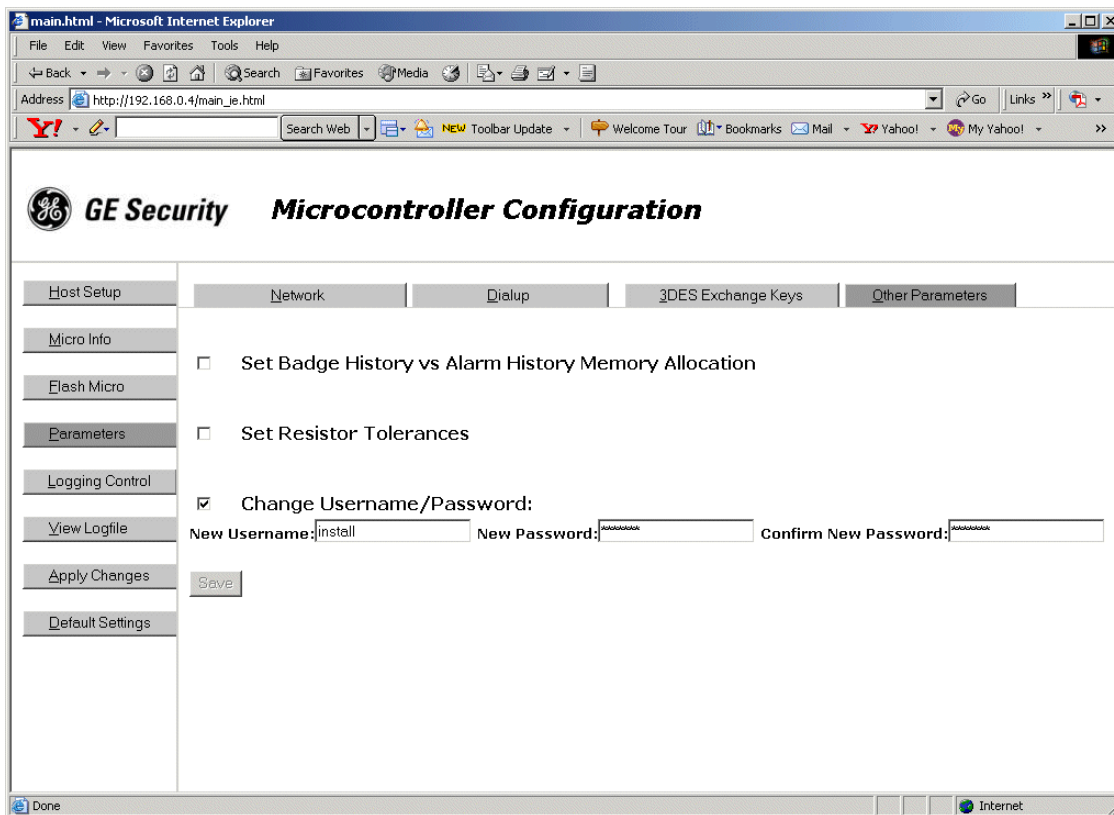 main.html - Microsoft Internet Explorer
File Edit View Favorites Tools Help
Back Search Favorites Media
Address http://192.168.0.4/main_ie.html Go Links »
Y! Search Web NEW Toolbar Update Welcome Tour Bookmarks Mail Yahoo! My Yahoo! »
GE Security Microcontroller Configuration
Host Setup Network Dialup 3DES Exchange Keys Other Parameters
Micro Info
Set Badge History vs Alarm History Memory Allocation
Flash Micro
Parameters Set Resistor Tolerances
Logging Control
Change Username/Password:
View Logfile New Username: install New Password: ******* Confirm New Password: *******
Apply Changes Save
Default Settings
Done Internet